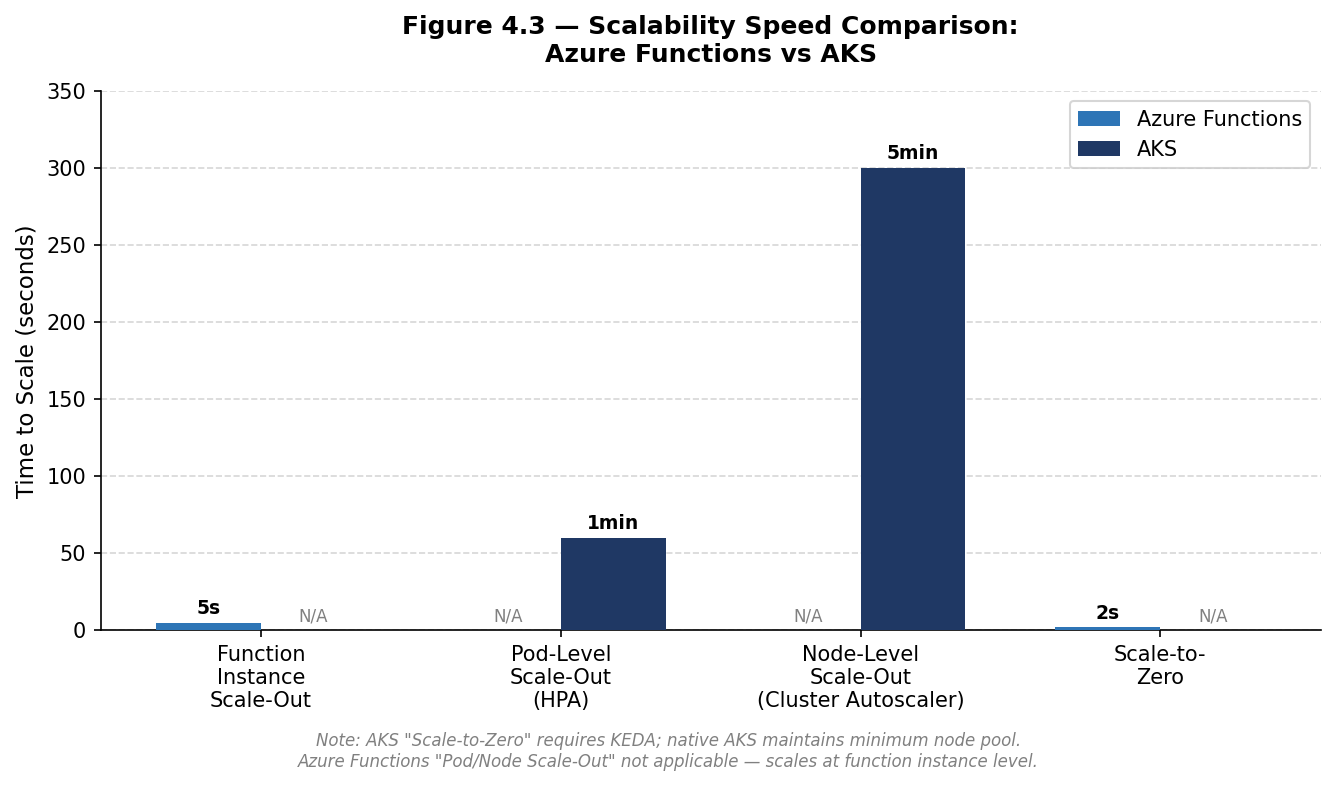 Figure 4.3 — Scalability Speed Comparison:
Azure Functions vs AKS
Time to Scale (seconds)
350
300
250
200
150
100
50
0
Azure Functions
AKS
5s
N/A
N/A
1min
N/A
5min
2s
N/A
Function
Instance
Scale-Out
Pod-Level
Scale-Out
(HPA)
Node-Level
Scale-Out
(Cluster Autoscaler)
Scale-to-
Zero
Note: AKS "Scale-to-Zero" requires KEDA; native AKS maintains minimum node pool.
Azure Functions "Pod/Node Scale-Out" not applicable — scales at function instance level.